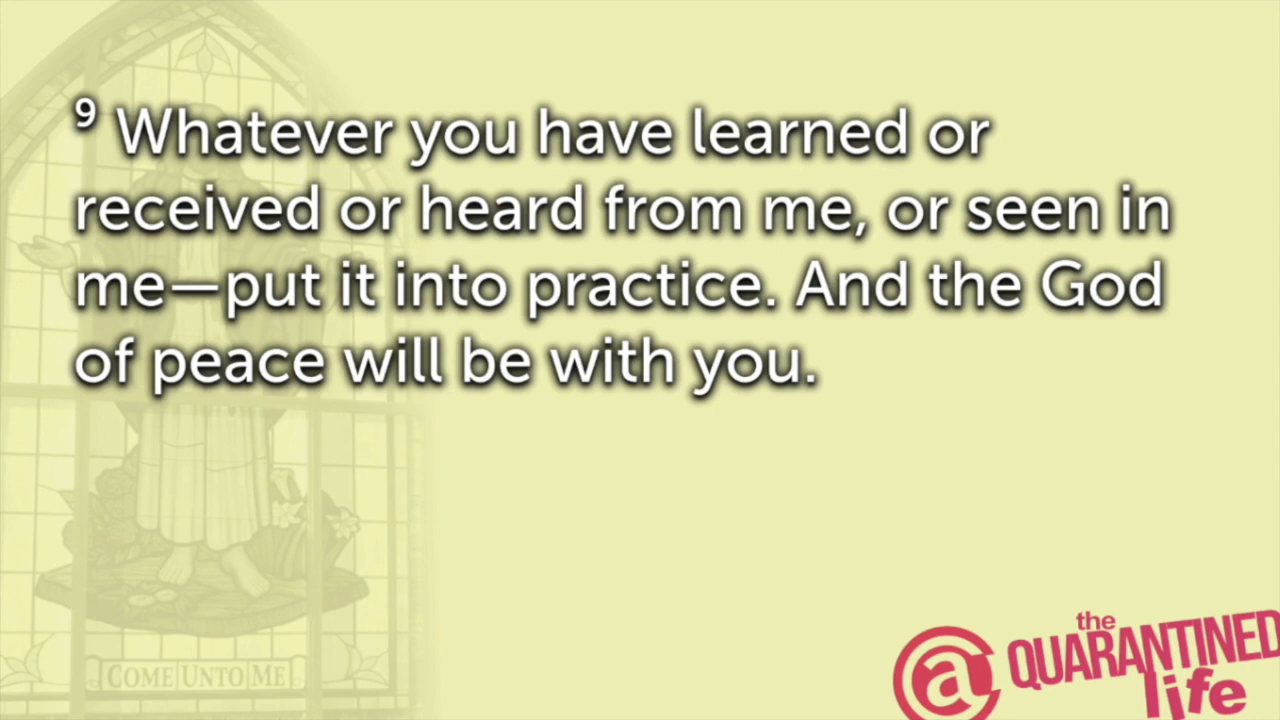 ⁹ Whatever you have learned or
received or heard from me, or seen in
me—put it into practice. And the God
of peace will be with you.
COME UNTO ME
@ the
QUARANTINED
life